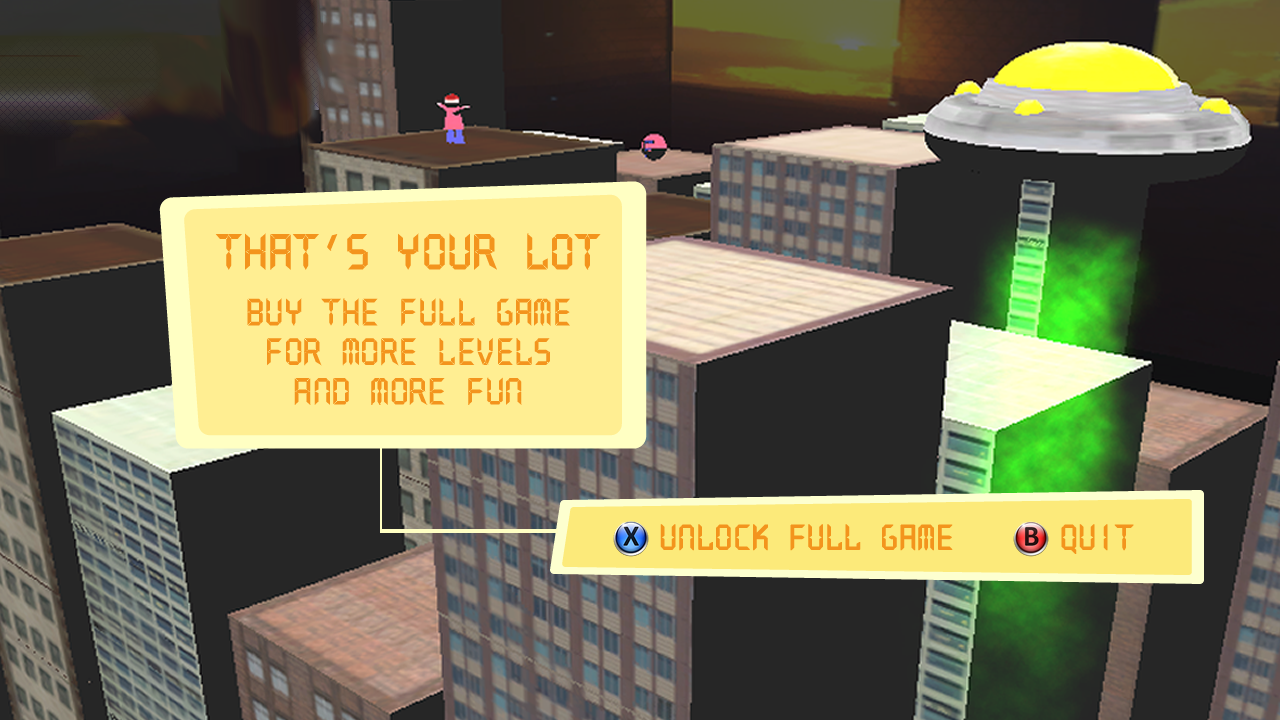 THAT'S YOUR LOT
BUY THE FULL GAME
FOR MORE LEVELS
AND MORE FUN
X UNLOCK FULL GAME B QUIT